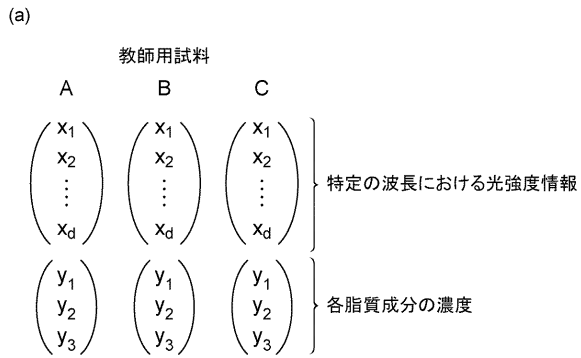 (a)
教師用試料
A B C
x1 x1 x1
x2 x2 x2
⋮ ⋮ ⋮
xd xd xd
特定の波長における光強度情報
y1 y1 y1
y2 y2 y2
y3 y3 y3
各脂質成分の濃度